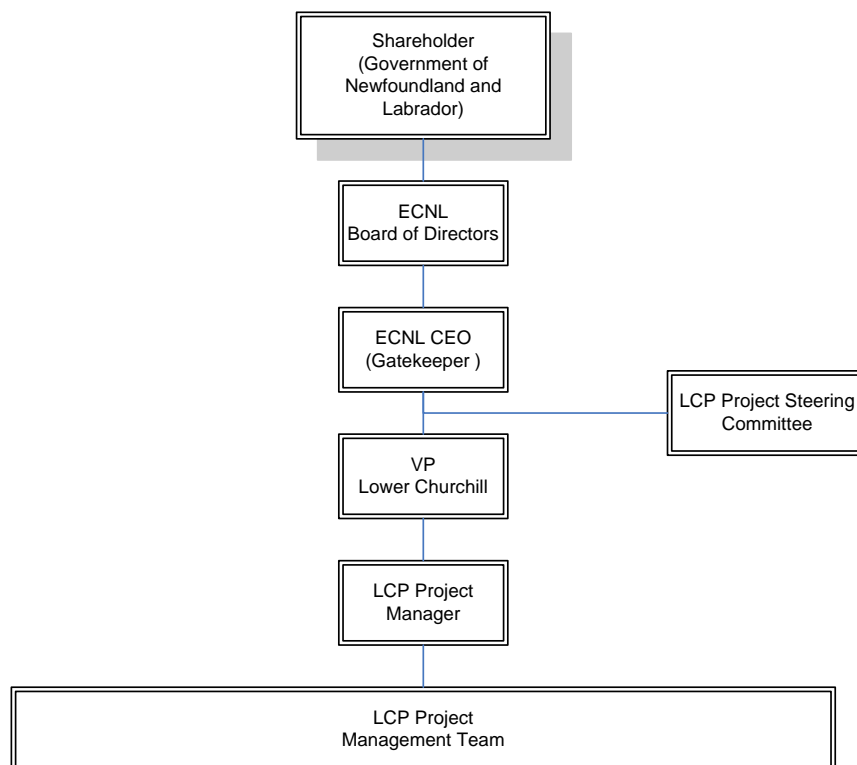 Shareholder
(Government of
Newfoundland and
Labrador)
ECNL
Board of Directors
ECNL CEO
(Gatekeeper )
LCP Project Steering
Committee
VP
Lower Churchill
LCP Project
Manager
LCP Project
Management Team